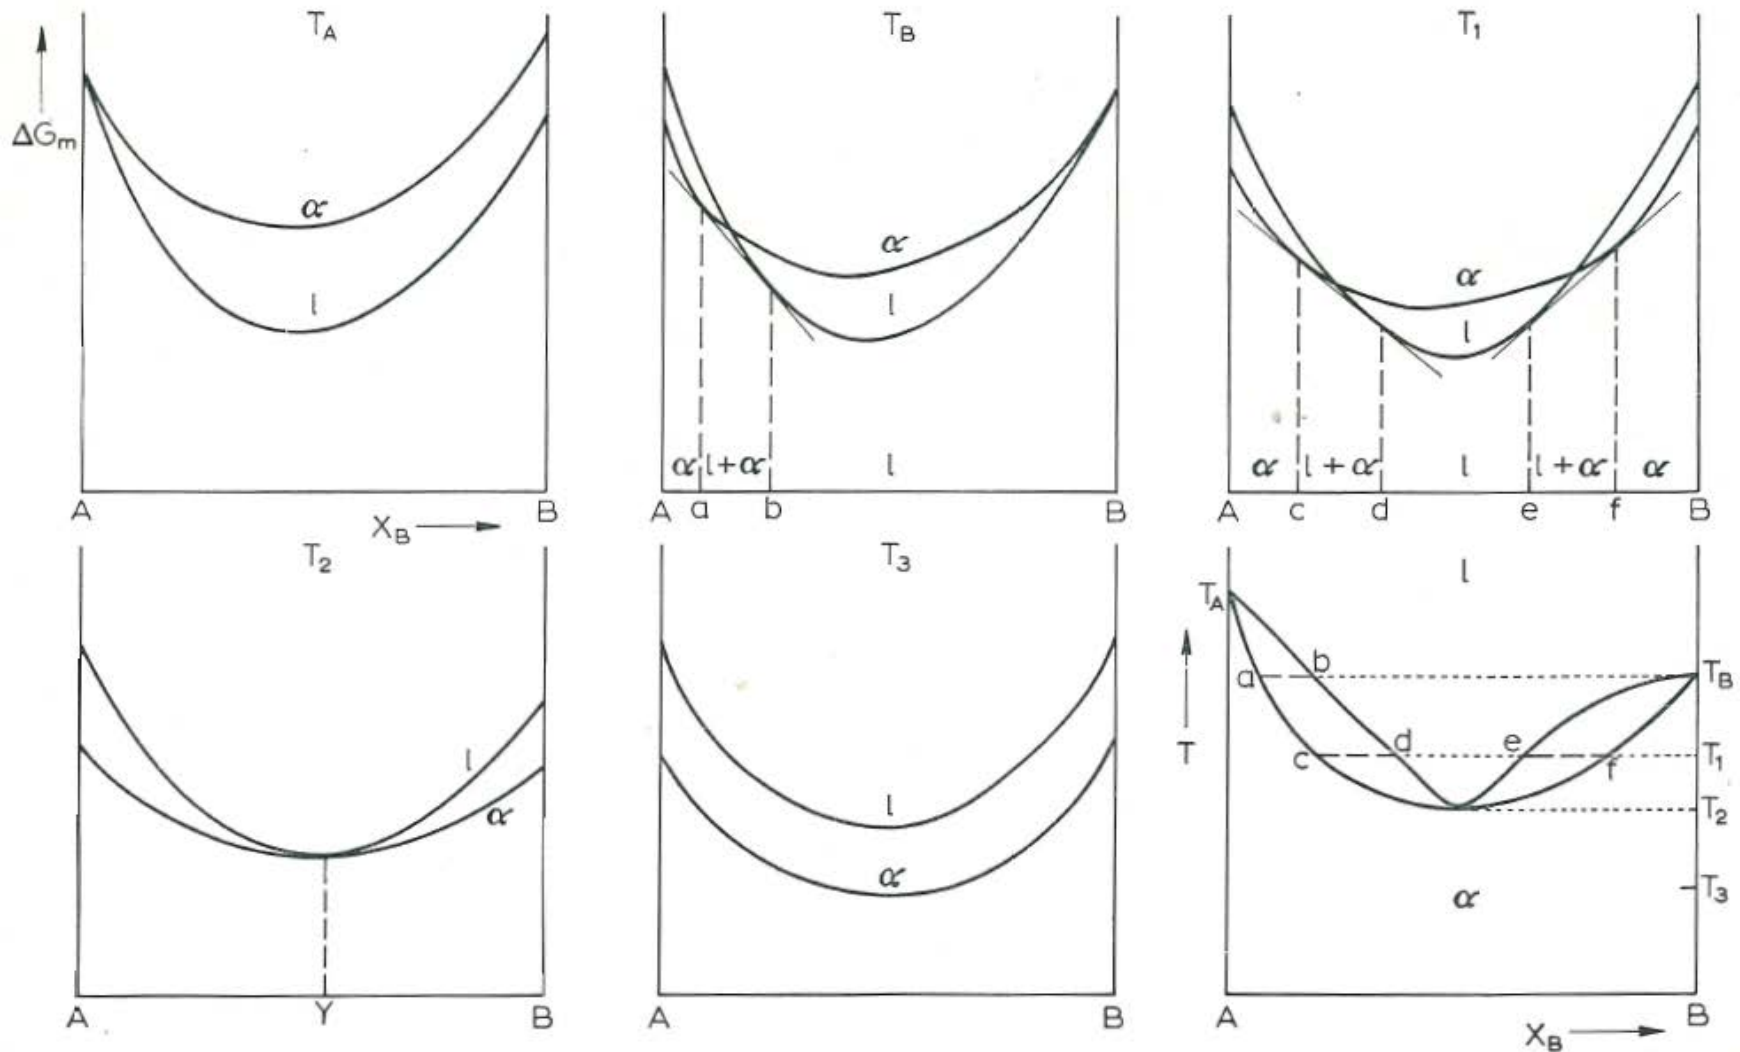 T_A
ΔG_m
α
l
A
B
X_B
T_B
α
l
α l+α l
A a b B
T_1
α
l
α l+α l l+α α
A c d e f B
T_2
l
α
A Y B
T_3
l
α
A B
l
T_A
b
a T_B
T
d e
c f T_1
T_2
T_3
α
A B
X_B